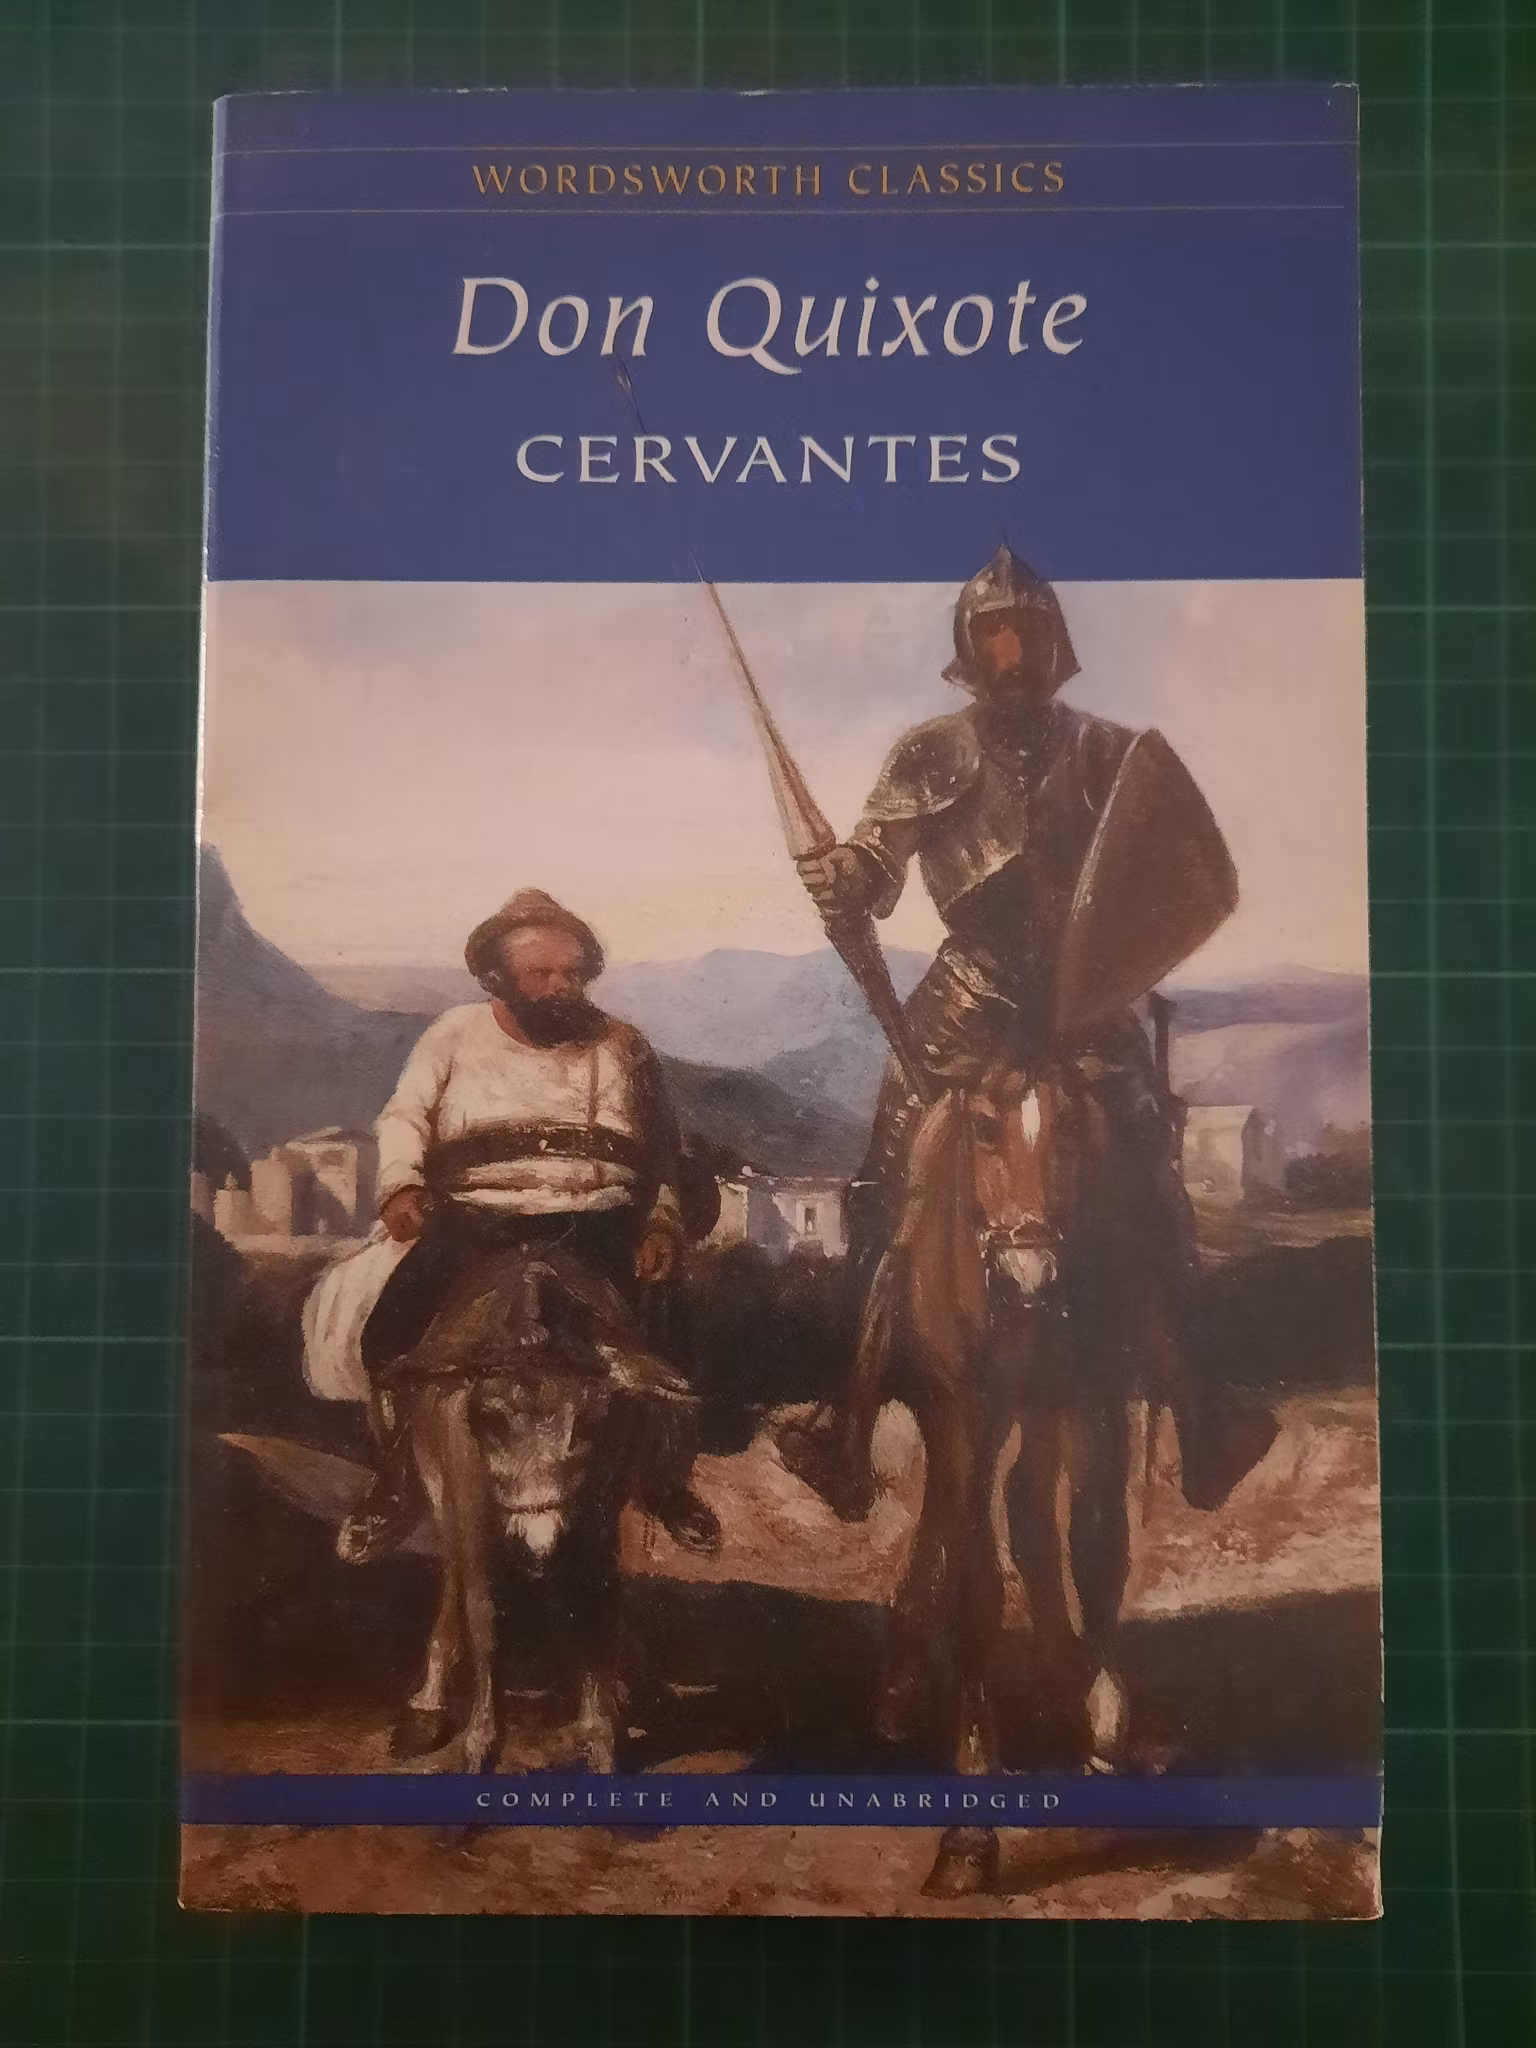 WORDSWORTH CLASSICS
Don Quixote
CERVANTES
COMPLETE AND UNABRIDGED